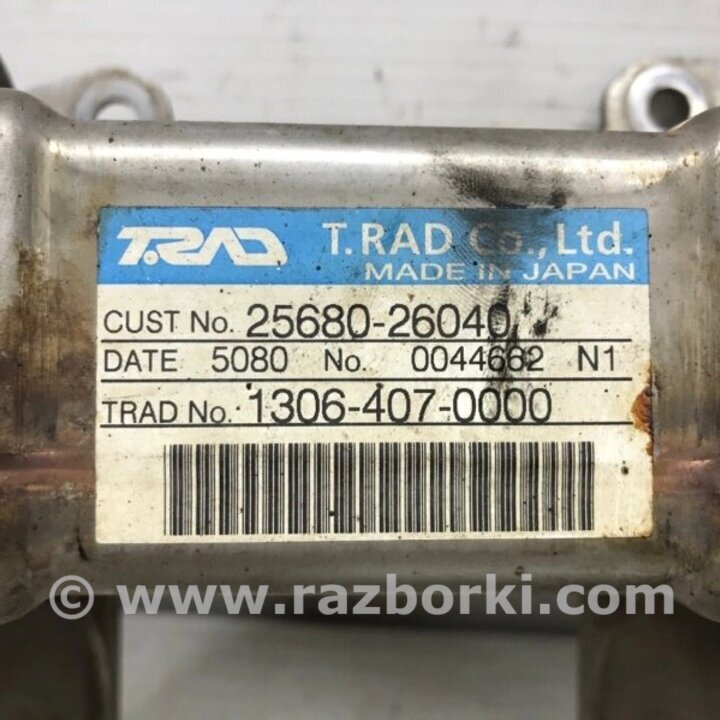 T.RAD T.RAD Co., Ltd.
MADE IN JAPAN
CUST No. 25680-26040
DATE 5080 No. 0044662 N1
TRAD No. 1306-407-0000
© www.razborki.com